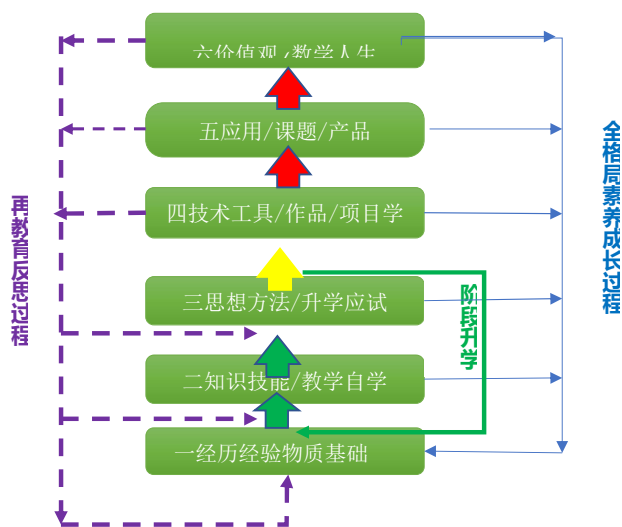 六价值观/数学人生
五应用/课题/产品
四技术工具/作品/项目学
三思想方法/升学应试
二知识技能/教学自学
一经历经验物质基础
再教育反思过程
阶段升学
全格局素养成长过程